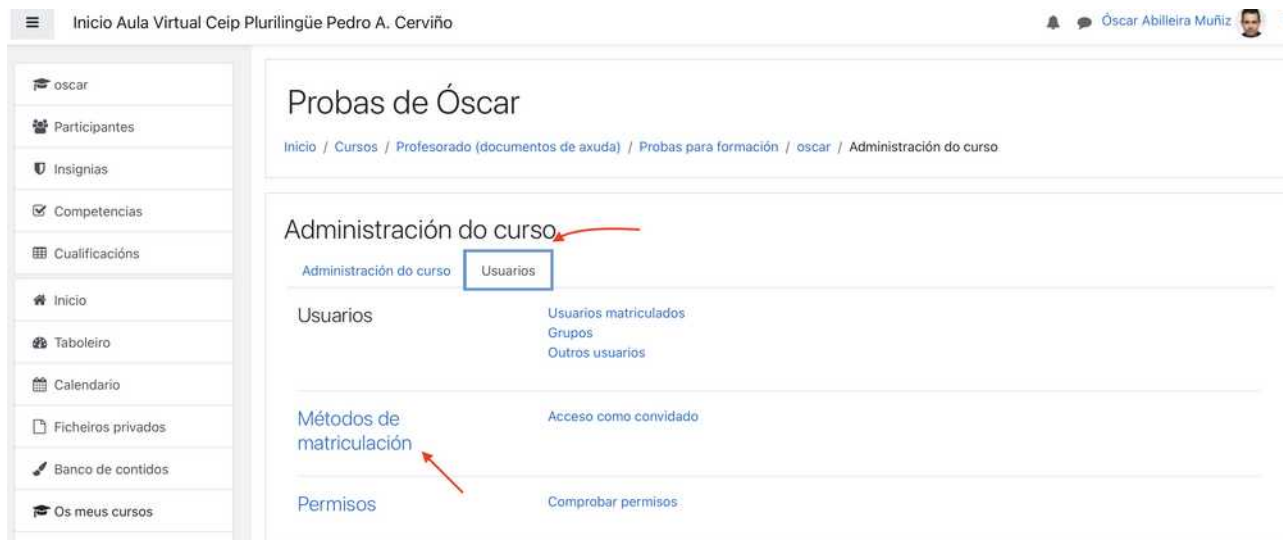 Inicio Aula Virtual Ceip Plurilingüe Pedro A. Cerviño
Óscar Abilleira Muñiz
oscar
Participantes
Insignias
Competencias
Cualificacións
Inicio
Taboleiro
Calendario
Ficheiros privados
Banco de contidos
Os meus cursos
Probas de Óscar
Inicio / Cursos / Profesorado (documentos de axuda) / Probas para formación / oscar / Administración do curso
Administración do curso
Administración do curso Usuarios
Usuarios
Usuarios matriculados
Grupos
Outros usuarios
Métodos de
matriculación
Acceso como convidado
Permisos
Comprobar permisos